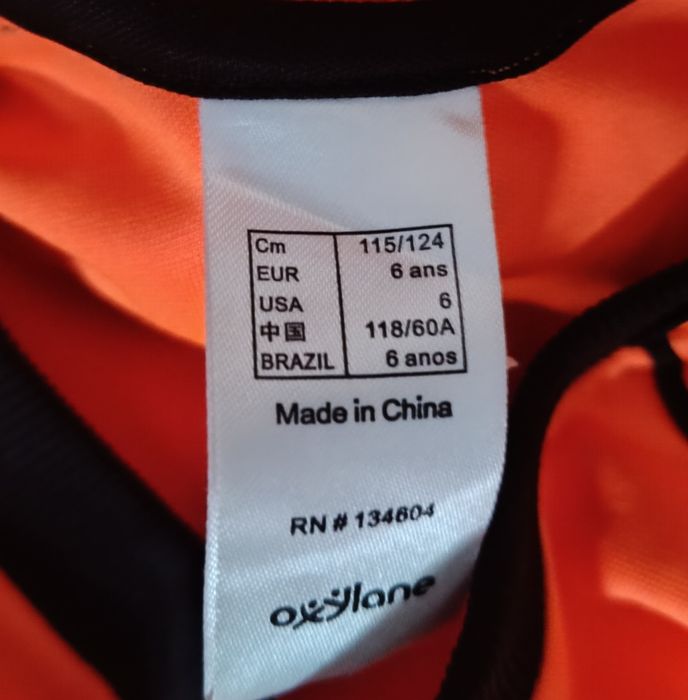 Cm 115/124
EUR 6 ans
USA 6
中国 118/60A
BRAZIL 6 anos
Made in China
RN # 134604
oxylane